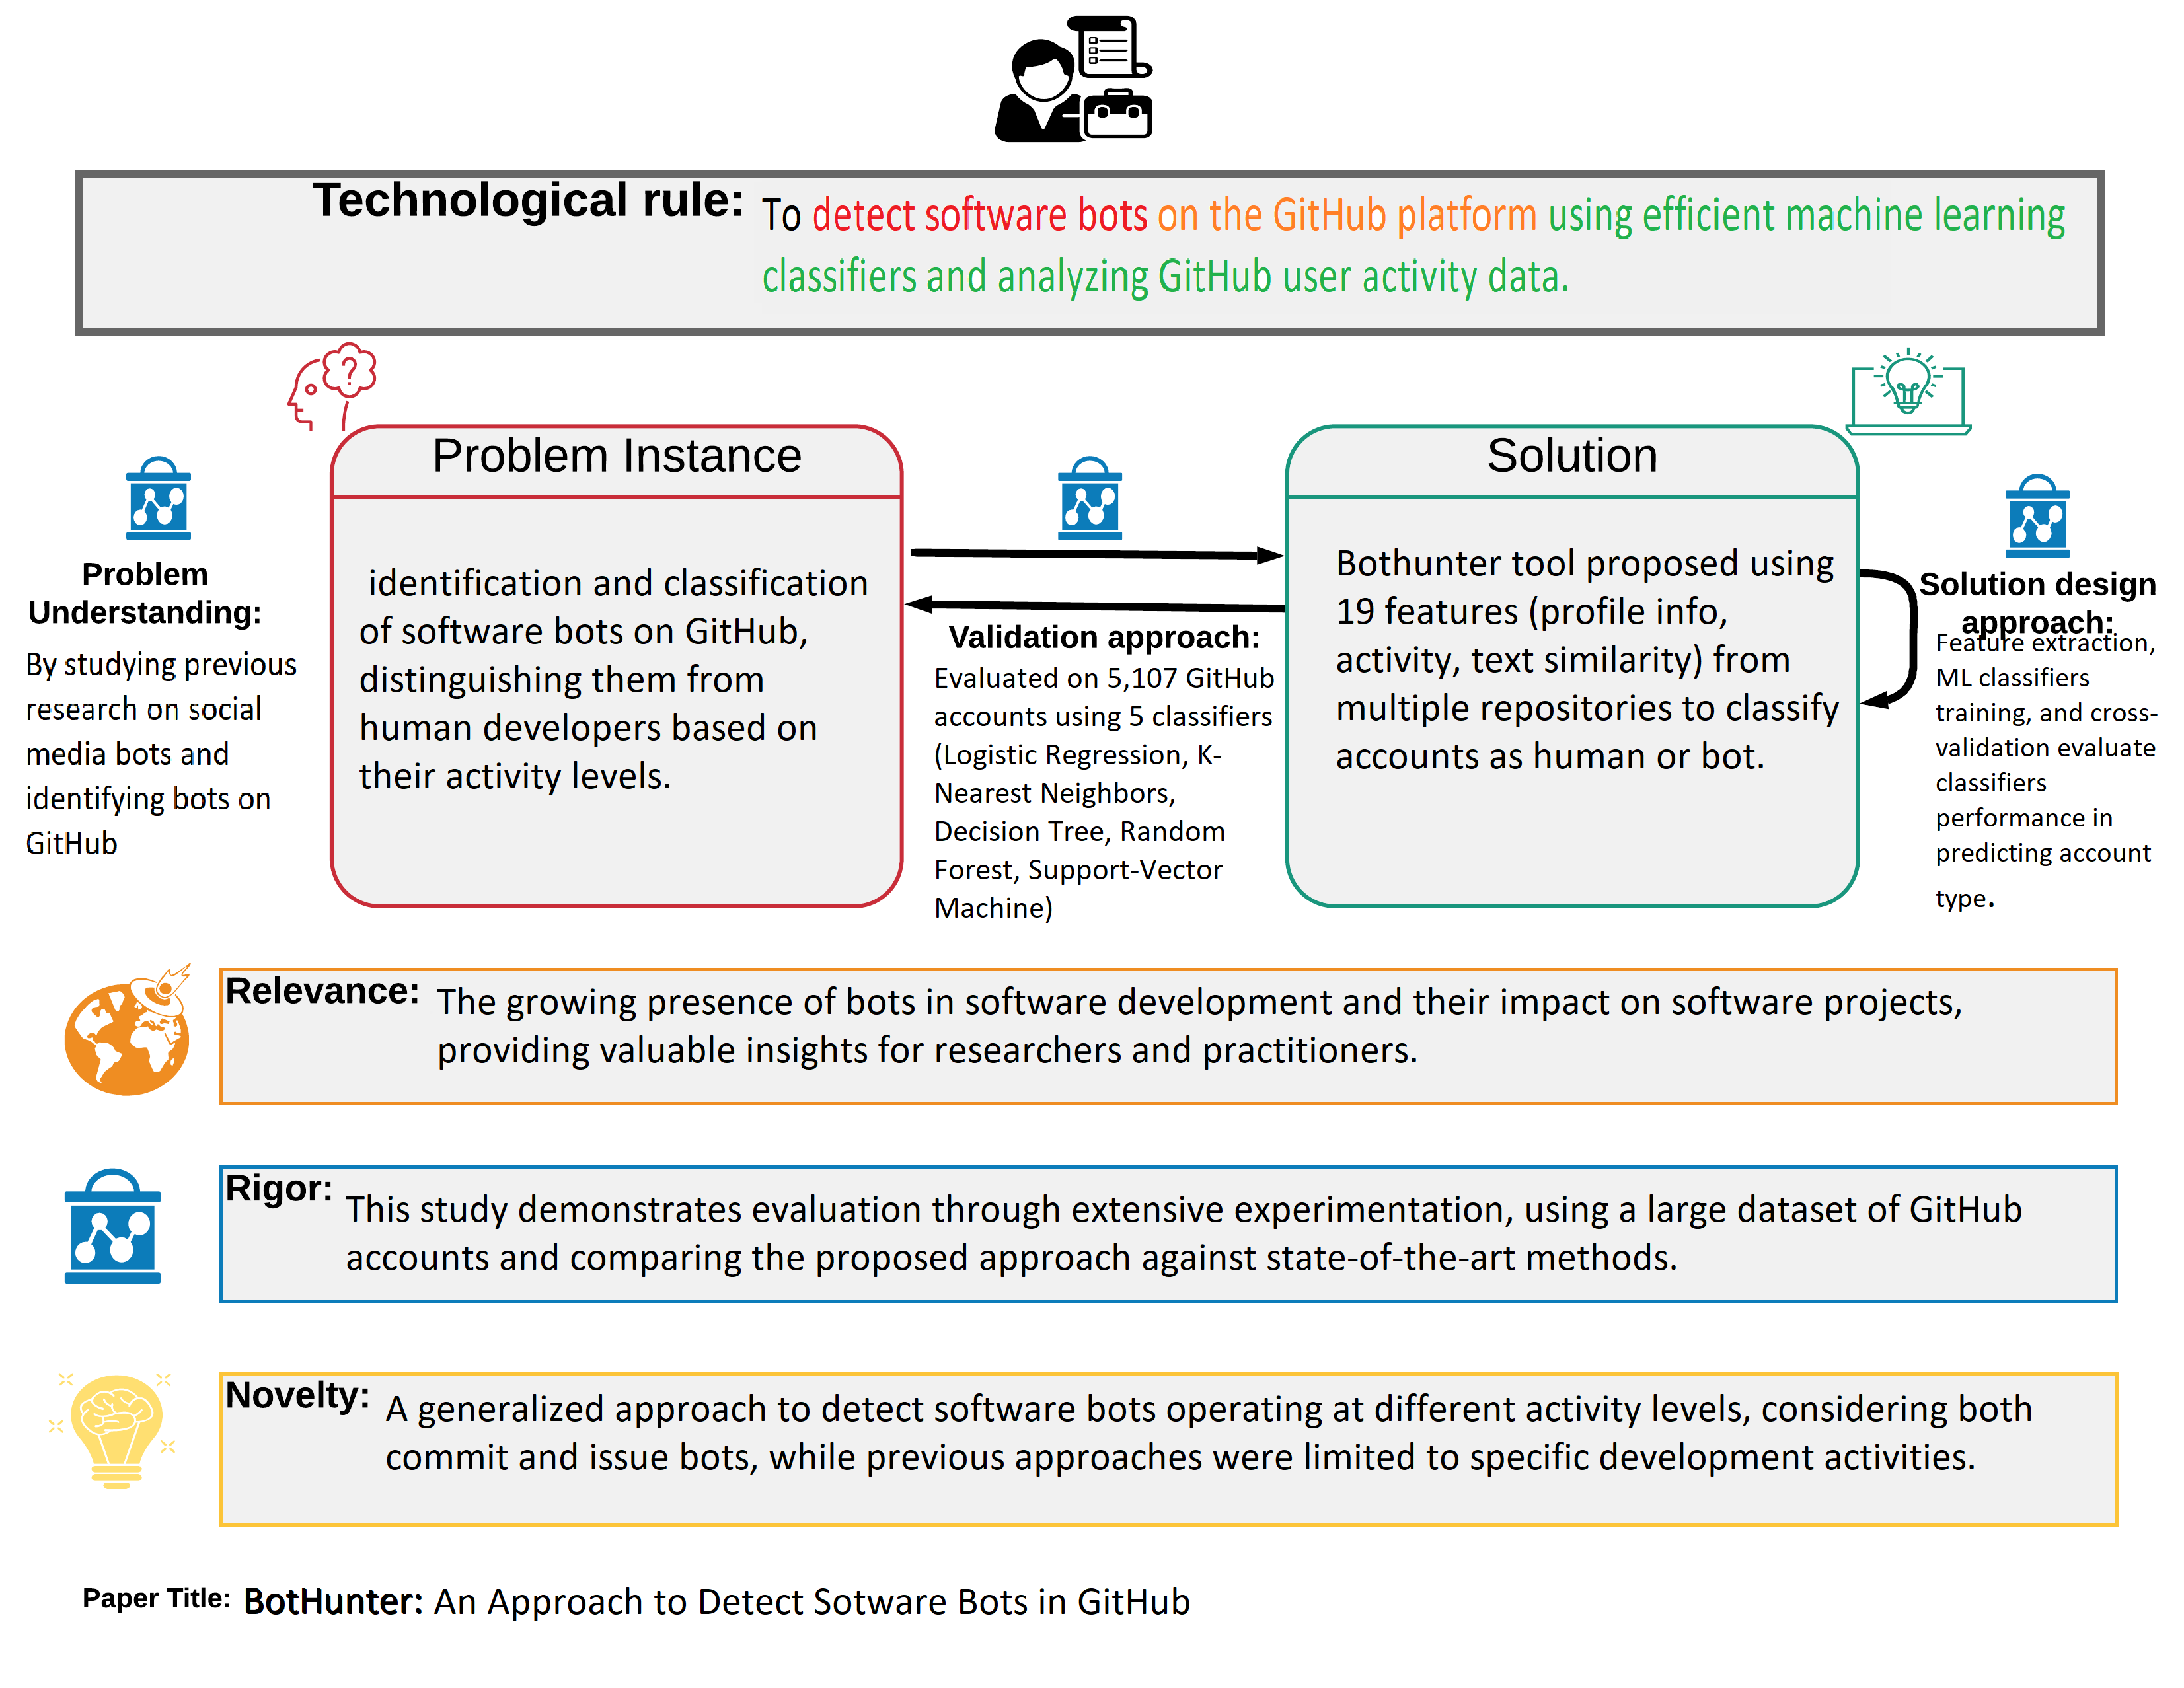 Technological rule: To detect software bots on the GitHub platform using efficient machine learning
classifiers and analyzing GitHub user activity data.
Problem
Understanding:
By studying previous
research on social
media bots and
identifying bots on
GitHub
Problem Instance
identification and classification
of software bots on GitHub,
distinguishing them from
human developers based on
their activity levels.
Validation approach:
Evaluated on 5,107 GitHub
accounts using 5 classifiers
(Logistic Regression, K-
Nearest Neighbors,
Decision Tree, Random
Forest, Support-Vector
Machine)
Solution
Bothunter tool proposed using
19 features (profile info,
activity, text similarity) from
multiple repositories to classify
accounts as human or bot.
Solution design
approach:
Feature extraction,
ML classifiers
training, and cross-
validation evaluate
classifiers
performance in
predicting account
type.
Relevance: The growing presence of bots in software development and their impact on software projects,
providing valuable insights for researchers and practitioners.
Rigor: This study demonstrates evaluation through extensive experimentation, using a large dataset of GitHub
accounts and comparing the proposed approach against state-of-the-art methods.
Novelty: A generalized approach to detect software bots operating at different activity levels, considering both
commit and issue bots, while previous approaches were limited to specific development activities.
Paper Title: BotHunter: An Approach to Detect Sotware Bots in GitHub